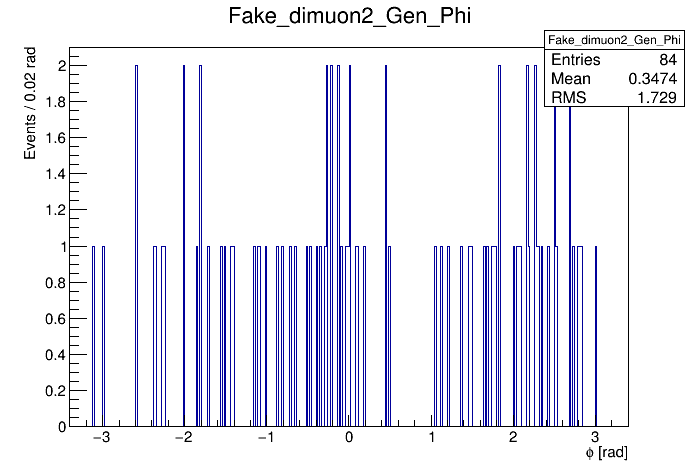 Fake_dimuon2_Gen_Phi
Fake_dimuon2_Gen_Phi
Entries 84
Mean 0.3474
RMS 1.729
Events / 0.02 rad
2
1.8
1.6
1.4
1.2
1
0.8
0.6
0.4
0.2
0
−3 −2 −1 0 1 2 3
ϕ [rad]